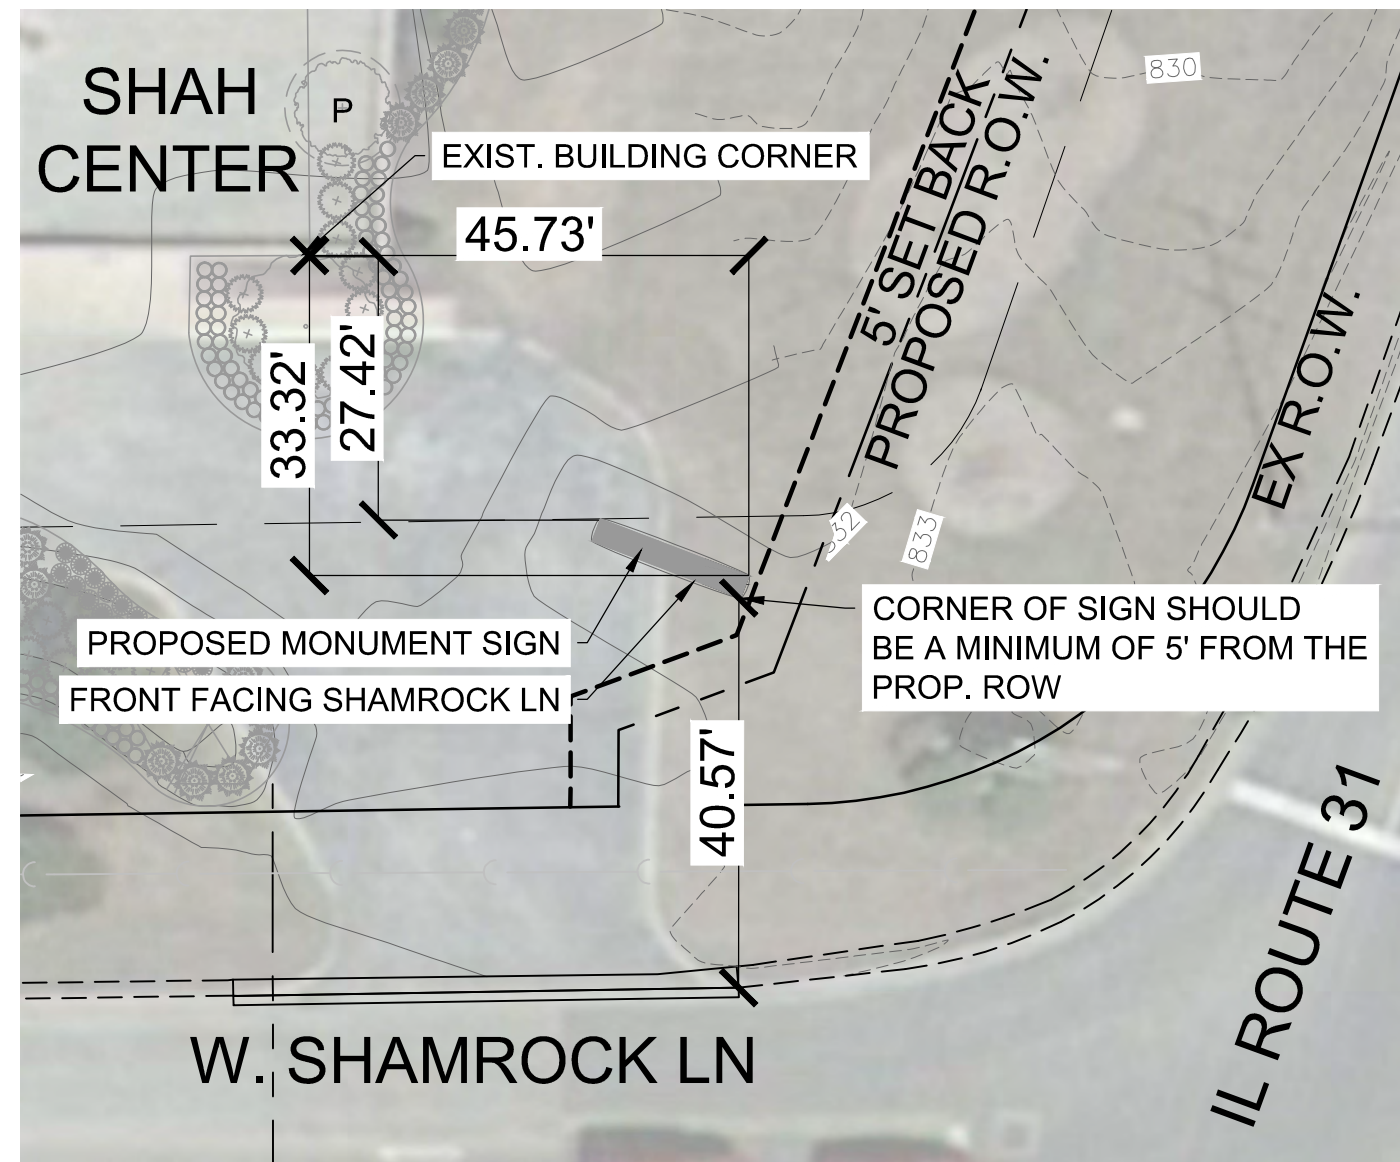 SHAH
CENTER
P
EXIST. BUILDING CORNER
830
45.73'
5' SET BACK
PROPOSED R.O.W.
EX R.O.W.
33.32'
27.42'
832
833
PROPOSED MONUMENT SIGN
FRONT FACING SHAMROCK LN
CORNER OF SIGN SHOULD
BE A MINIMUM OF 5' FROM THE
PROP. ROW
40.57'
W. SHAMROCK LN
IL ROUTE 31